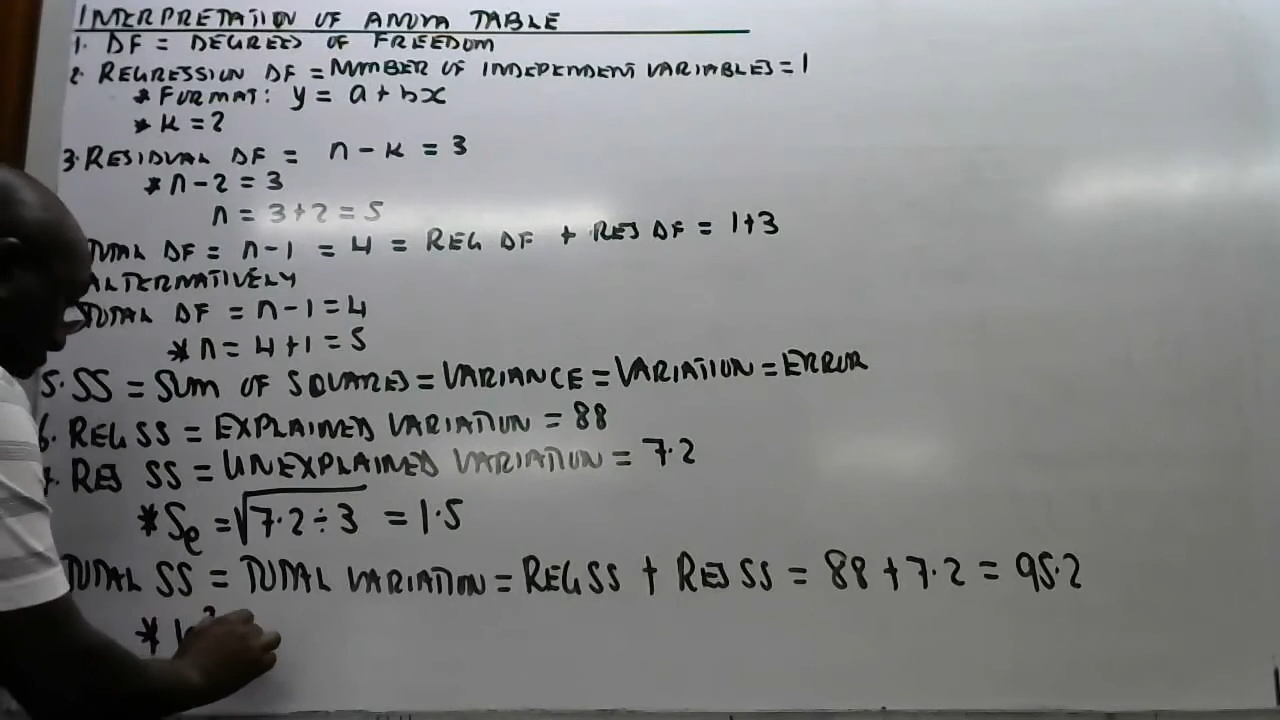 INTERPRETATION OF ANOVA TABLE
1. DF = DEGREES OF FREEDOM
2. REGRESSION DF = NUMBER OF INDEPENDENT VARIABLES = 1
* FORMAT: y = a + bx
* K = 2
3. RESIDUAL DF = n - K = 3
* n - 2 = 3
n = 3 + 2 = 5
TOTAL DF = n - 1 = 4 = REG DF + RES DF = 1 + 3
ALTERNATIVELY
TOTAL DF = n - 1 = 4
* n = 4 + 1 = 5
5. SS = SUM OF SQUARES = VARIANCE = VARIATION = ERROR
6. REG SS = EXPLAINED VARIATION = 88
7. RES SS = UNEXPLAINED VARIATION = 7.2
* Se = √7.2 ÷ 3 = 1.5
TOTAL SS = TOTAL VARIATION = REG SS + RES SS = 88 + 7.2 = 95.2
*